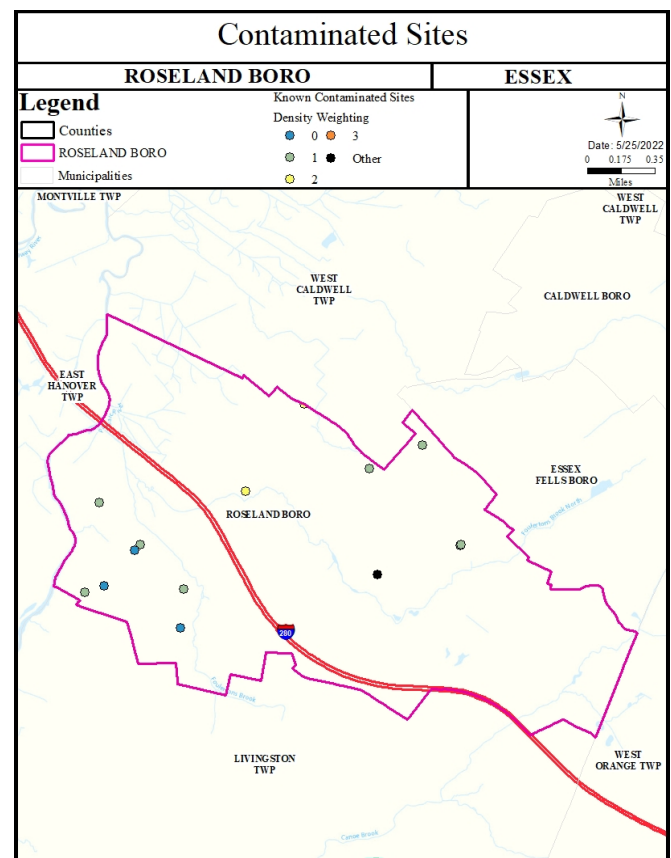 Contaminated Sites
ROSELAND BORO
ESSEX
Legend
Counties
ROSELAND BORO
Municipalities
Known Contaminated Sites
Density Weighting
0
3
1
Other
2
N
Date: 5/25/2022
0 0.175 0.35
Miles
MONTVILLE TWP
WEST
CALDWELL
TWP
WEST
CALDWELL
TWP
CALDWELL BORO
EAST
HANOVER
TWP
ESSEX
FELLS BORO
ROSELAND BORO
280
LIVINGSTON
TWP
WEST
ORANGE TWP
Canoe Brook